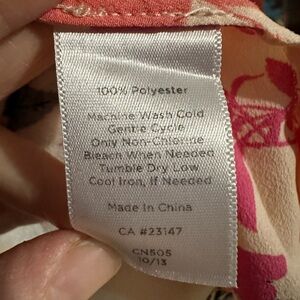 100% Polyester
Machine Wash Cold
Gentle Cycle
Only Non-Chlorine
Bleach When Needed
Tumble Dry Low
Cool Iron, If Needed
Made in China
CA #23147
CN505
10/13